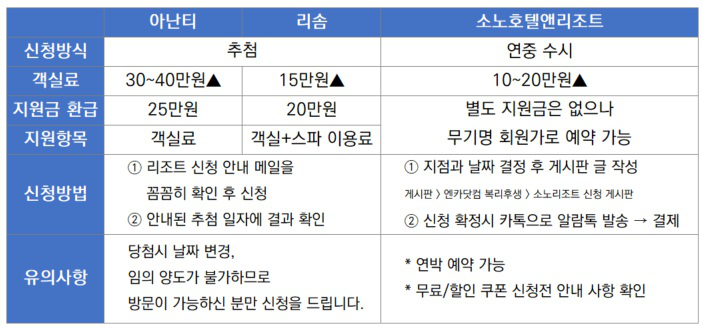 아난티 리솜 소노호텔앤리조트
신청방식 추첨 연중 수시
객실료 30~40만원▲ 15만원▲ 10~20만원▲
지원금 환급 25만원 20만원 별도 지원금은 없으나
지원항목 객실료 객실+스파 이용료 무기명 회원가로 예약 가능
신청방법
① 리조트 신청 안내 메일을
꼼꼼히 확인 후 신청
② 안내된 추첨 일자에 결과 확인
① 지점과 날짜 결정 후 게시판 글 작성
게시판 > 엔카닷컴 복리후생 > 소노리조트 신청 게시판
② 신청 확정시 카톡으로 알람톡 발송 → 결제
유의사항
당첨시 날짜 변경,
임의 양도가 불가하므로
방문이 가능하신 분만 신청을 드립니다.
* 연박 예약 가능
* 무료/할인 쿠폰 신청전 안내 사항 확인